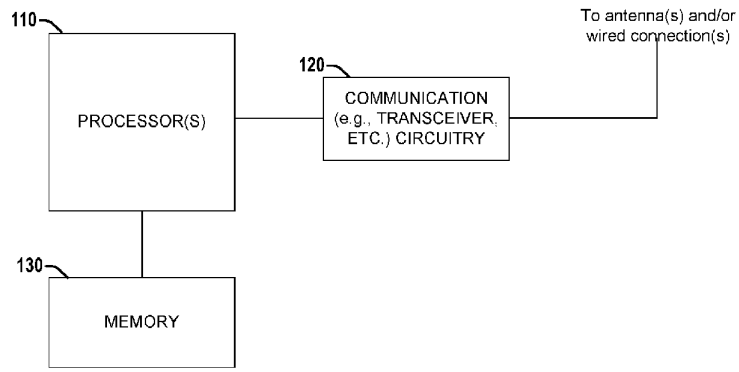 110
To antenna(s) and/or
wired connection(s)
120
PROCESSOR(S)
COMMUNICATION
(e.g., TRANSCEIVER,
ETC.) CIRCUITRY
130
MEMORY